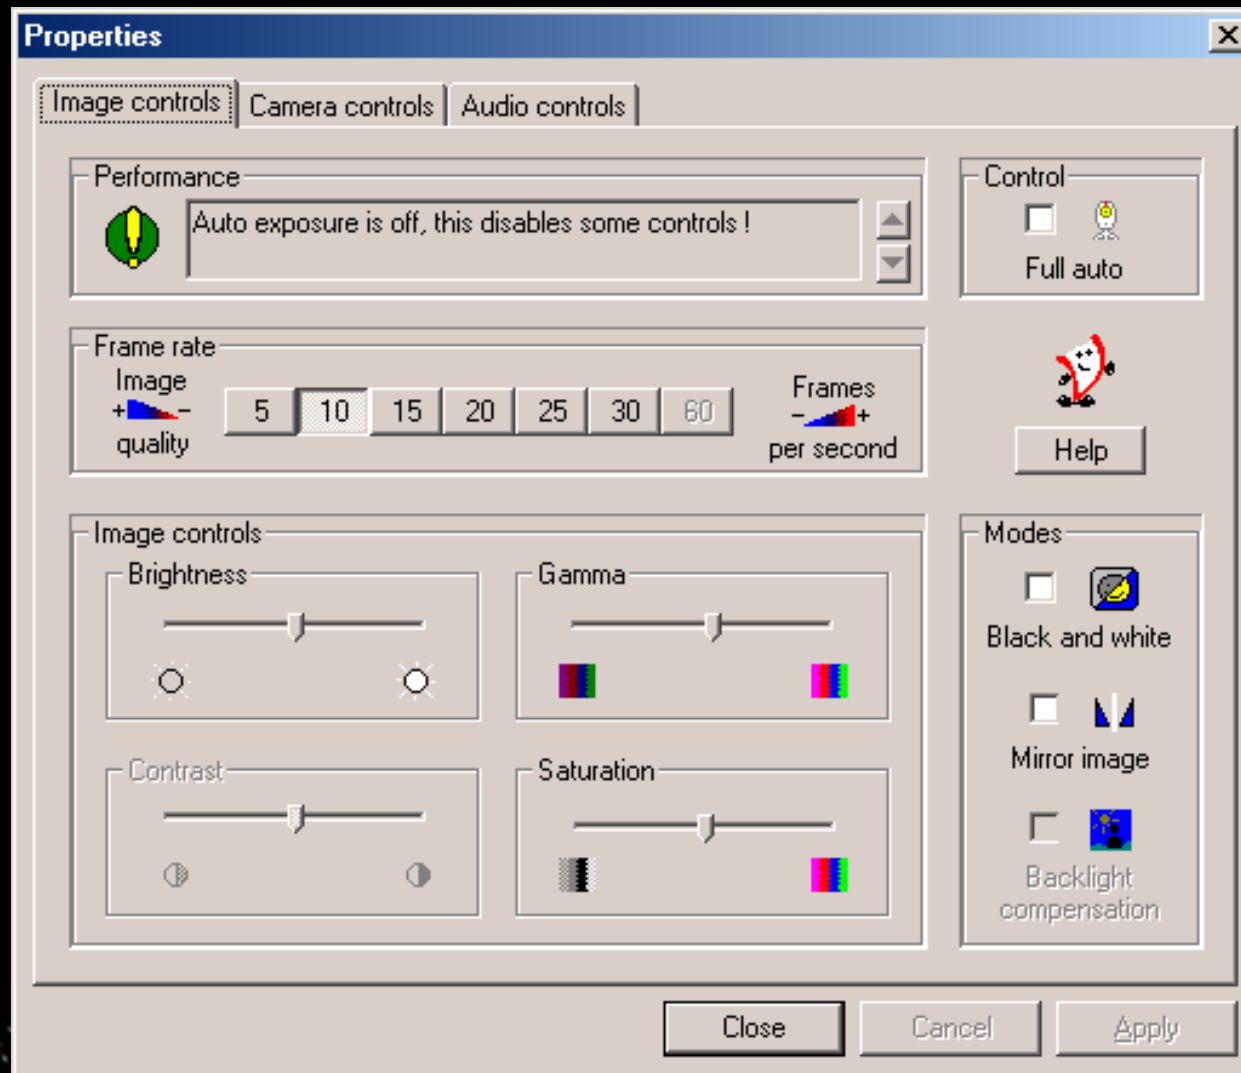 Properties
Image controls
Camera controls
Audio controls
Performance
Auto exposure is off, this disables some controls !
Control
Full auto
Frame rate
Image
+ -
quality
5
10
15
20
25
30
60
Frames
- +
per second
Help
Image controls
Brightness
Gamma
Contrast
Saturation
Modes
Black and white
Mirror image
Backlight
compensation
Close
Cancel
Apply